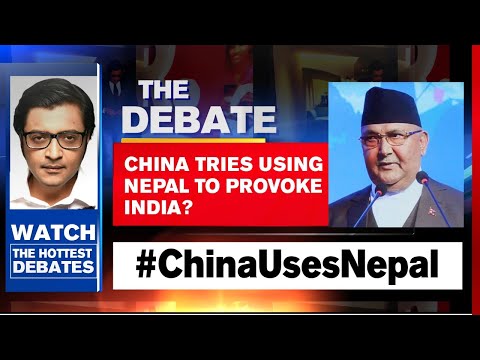 THE
DEBATE
CHINA TRIES USING
NEPAL TO PROVOKE
INDIA?
WATCH
THE HOTTEST
DEBATES
#ChinaUsesNepal